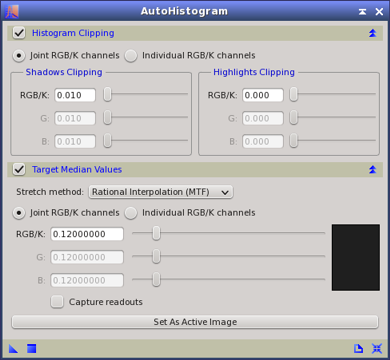 AutoHistogram
Histogram Clipping
Joint RGB/K channels Individual RGB/K channels
Shadows Clipping Highlights Clipping
RGB/K: 0.010 RGB/K: 0.000
G: 0.010 G: 0.000
B: 0.010 B: 0.000
Target Median Values
Stretch method: Rational Interpolation (MTF)
Joint RGB/K channels Individual RGB/K channels
RGB/K: 0.12000000
G: 0.12000000
B: 0.12000000
Capture readouts
Set As Active Image